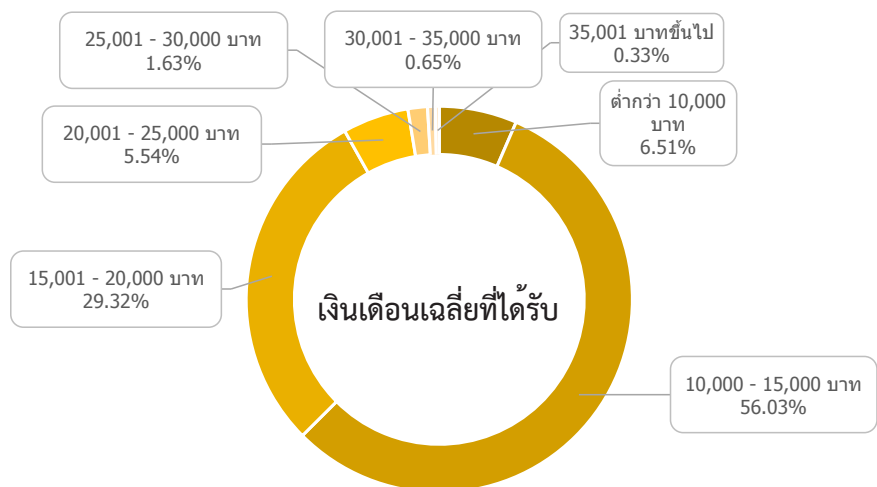 25,001 - 30,000 บาท
1.63%
30,001 - 35,000 บาท
0.65%
35,001 บาทขึ้นไป
0.33%
ต่ำกว่า 10,000
บาท
6.51%
20,001 - 25,000 บาท
5.54%
15,001 - 20,000 บาท
29.32%
เงินเดือนเฉลี่ยที่ได้รับ
10,000 - 15,000 บาท
56.03%